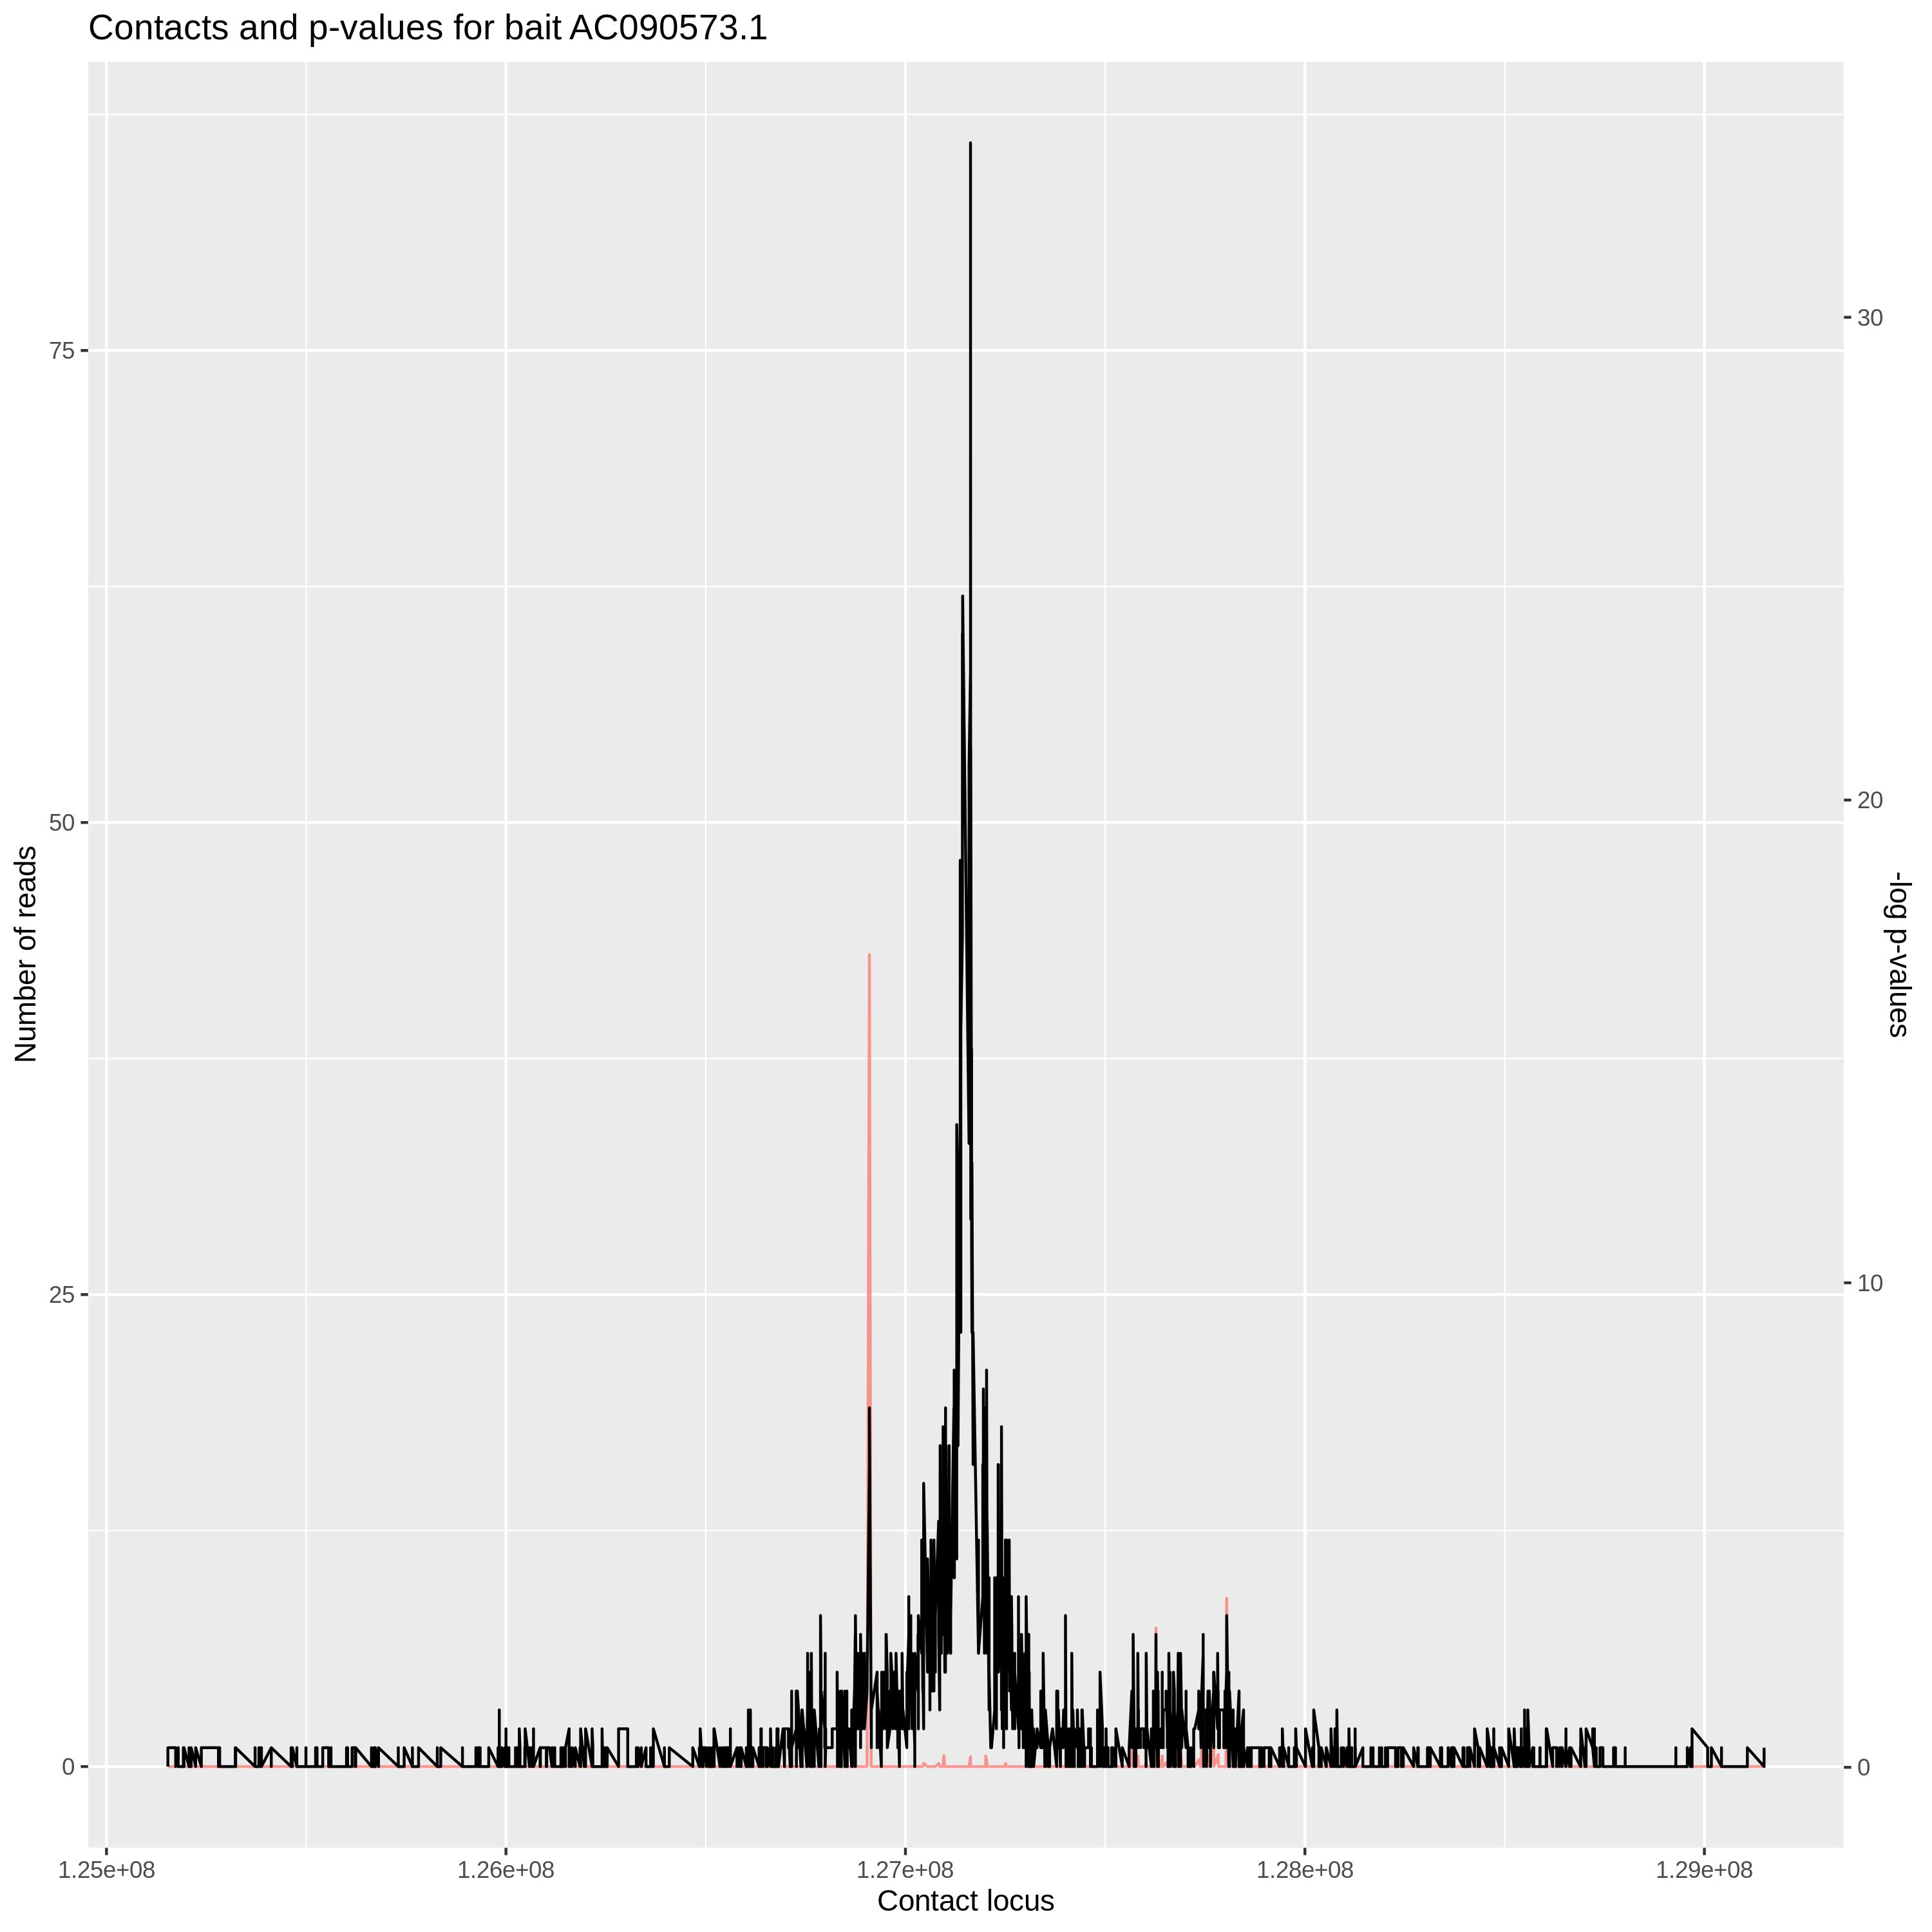 Contacts and p-values for bait AC090573.1
75
50
25
0
30
20
10
0
Number of reads
-log p-values
1.25e+08
1.26e+08
1.27e+08
1.28e+08
1.29e+08
Contact locus